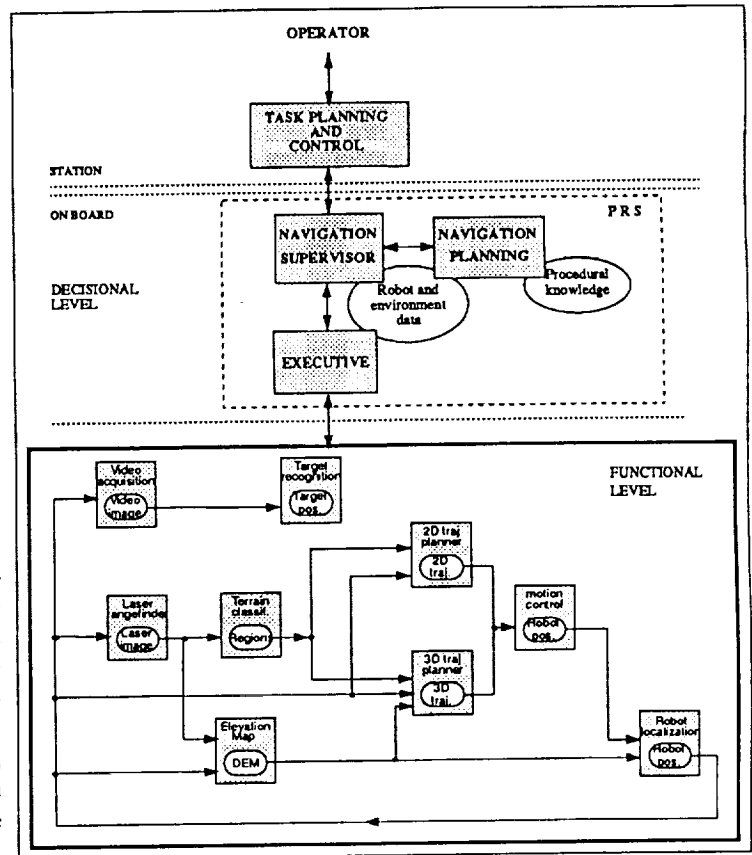 OPERATOR
TASK PLANNING
AND
CONTROL
STATION
ON BOARD
PRS
NAVIGATION
SUPERVISOR
NAVIGATION
PLANNING
DECISIONAL
LEVEL
Robot and
environment
data
Procedural
knowledge
EXECUTIVE
FUNCTIONAL
LEVEL
Video
acquisition
Video
image
Target
recognition
Target
pos.
2D traj
planner
2D
traj.
Laser
angefinder
Laser
image
Terrain
classif.
Regions
motion
control
Robot
pos.
3D traj
planner
3D
traj.
Elevation
Map
DEM
Robot
localization
Robot
pos.